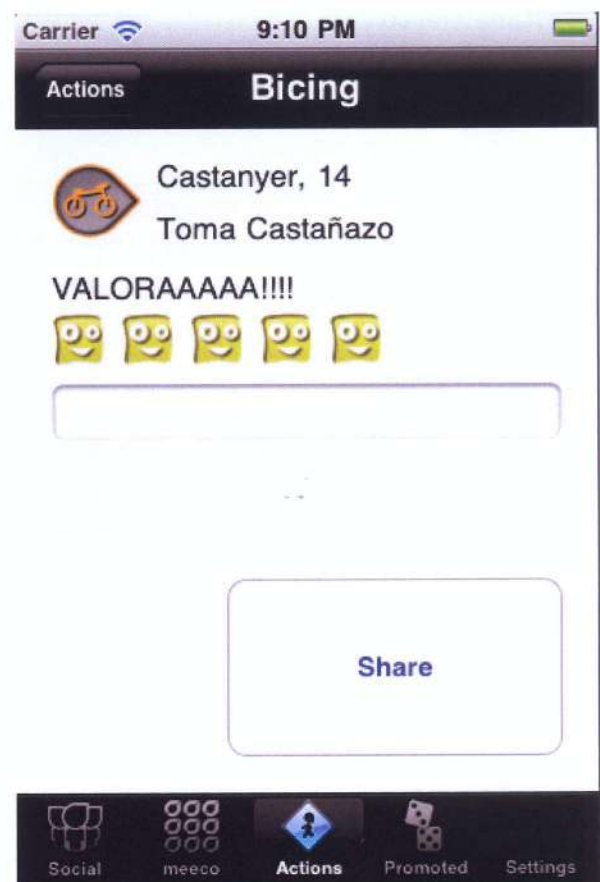 Carrier 9:10 PM
Actions Bicing
Castanyer, 14
Toma Castañazo
VALORAAAAA!!!!
Share
Social meeco Actions Promoted Settings